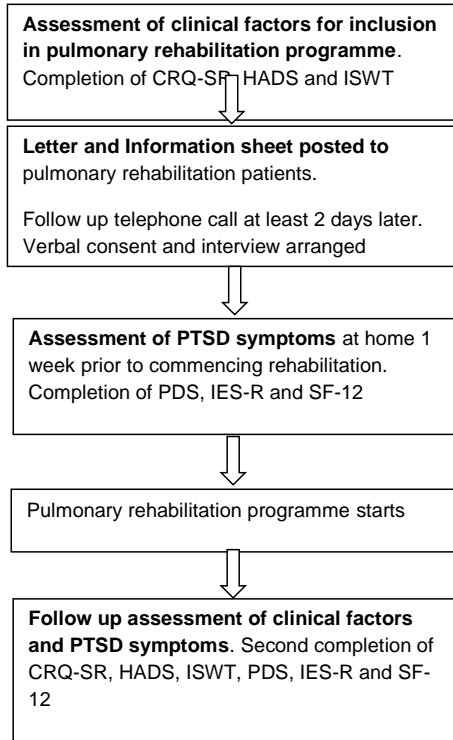 Assessment of clinical factors for inclusion
in pulmonary rehabilitation programme.
Completion of CRQ-SR, HADS and ISWT
Letter and Information sheet posted to
pulmonary rehabilitation patients.
Follow up telephone call at least 2 days later.
Verbal consent and interview arranged
Assessment of PTSD symptoms at home 1
week prior to commencing rehabilitation.
Completion of PDS, IES-R and SF-12
Pulmonary rehabilitation programme starts
Follow up assessment of clinical factors
and PTSD symptoms. Second completion of
CRQ-SR, HADS, ISWT, PDS, IES-R and SF-
12